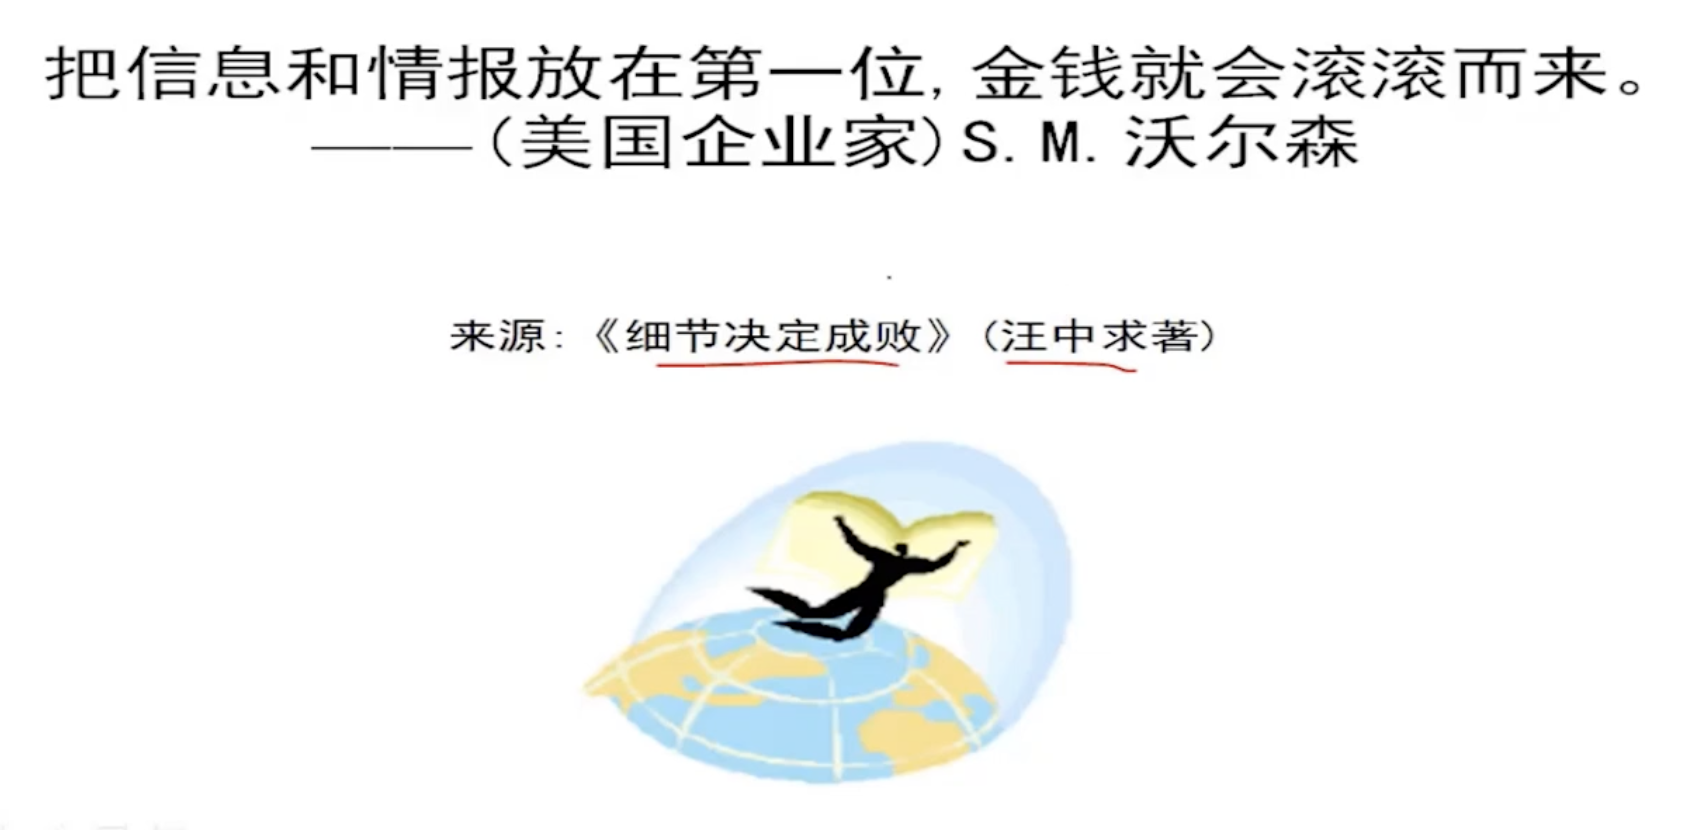 把信息和情报放在第一位,金钱就会滚滚而来。
——(美国企业家)S.M.沃尔森
来源:《细节决定成败》(汪中求著)